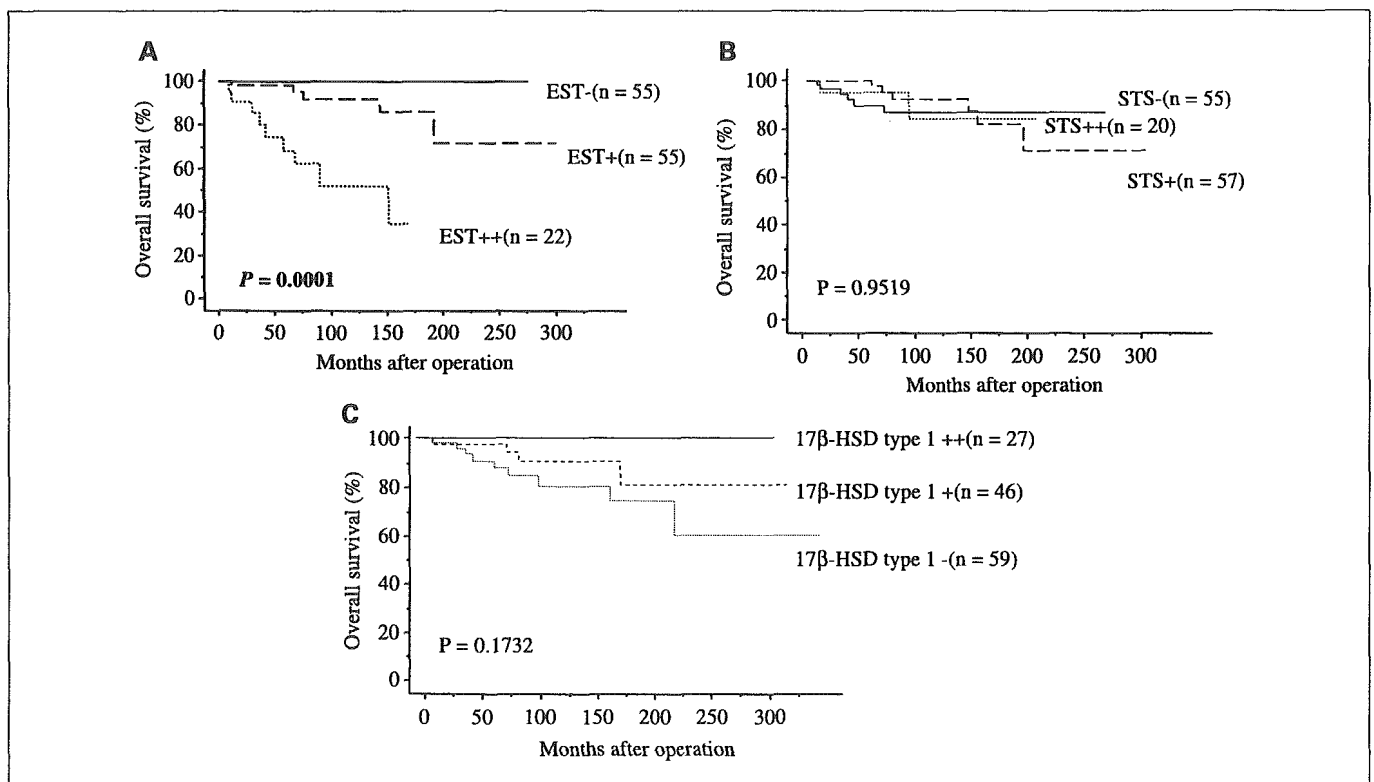 A
Overall survival (%)
100
80
60
40
20
0
EST-(n = 55)
EST+(n = 55)
EST++(n = 22)
P = 0.0001
0 50 100 150 200 250 300
Months after operation
B
Overall survival (%)
100
80
60
40
20
0
STS-(n = 55)
STS++(n = 20)
STS+(n = 57)
P = 0.9519
0 50 100 150 200 250 300
Months after operation
C
Overall survival (%)
100
80
60
40
20
0
17β-HSD type 1 ++(n = 27)
17β-HSD type 1 +(n = 46)
17β-HSD type 1 -(n = 59)
P = 0.1732
0 50 100 150 200 250 300
Months after operation